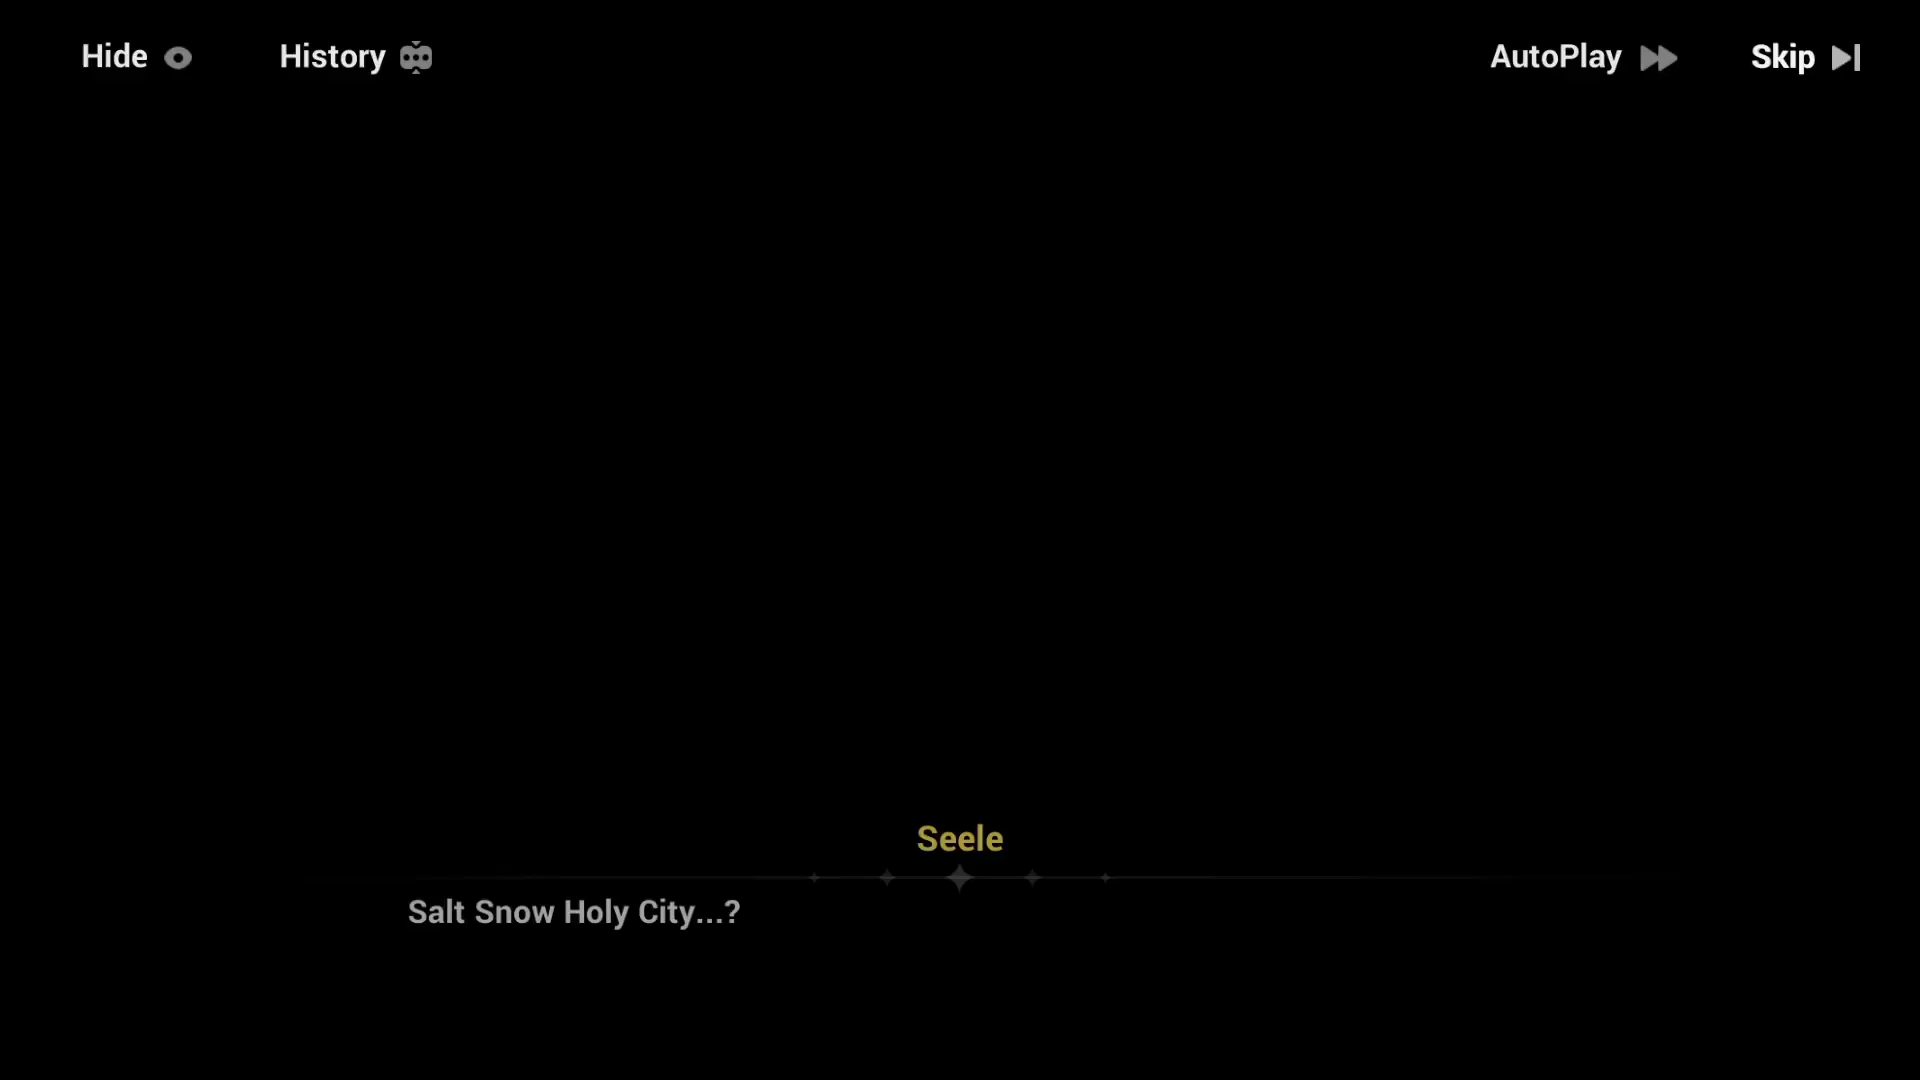 Hide
History
AutoPlay
Skip
Seele
Salt Snow Holy City...?